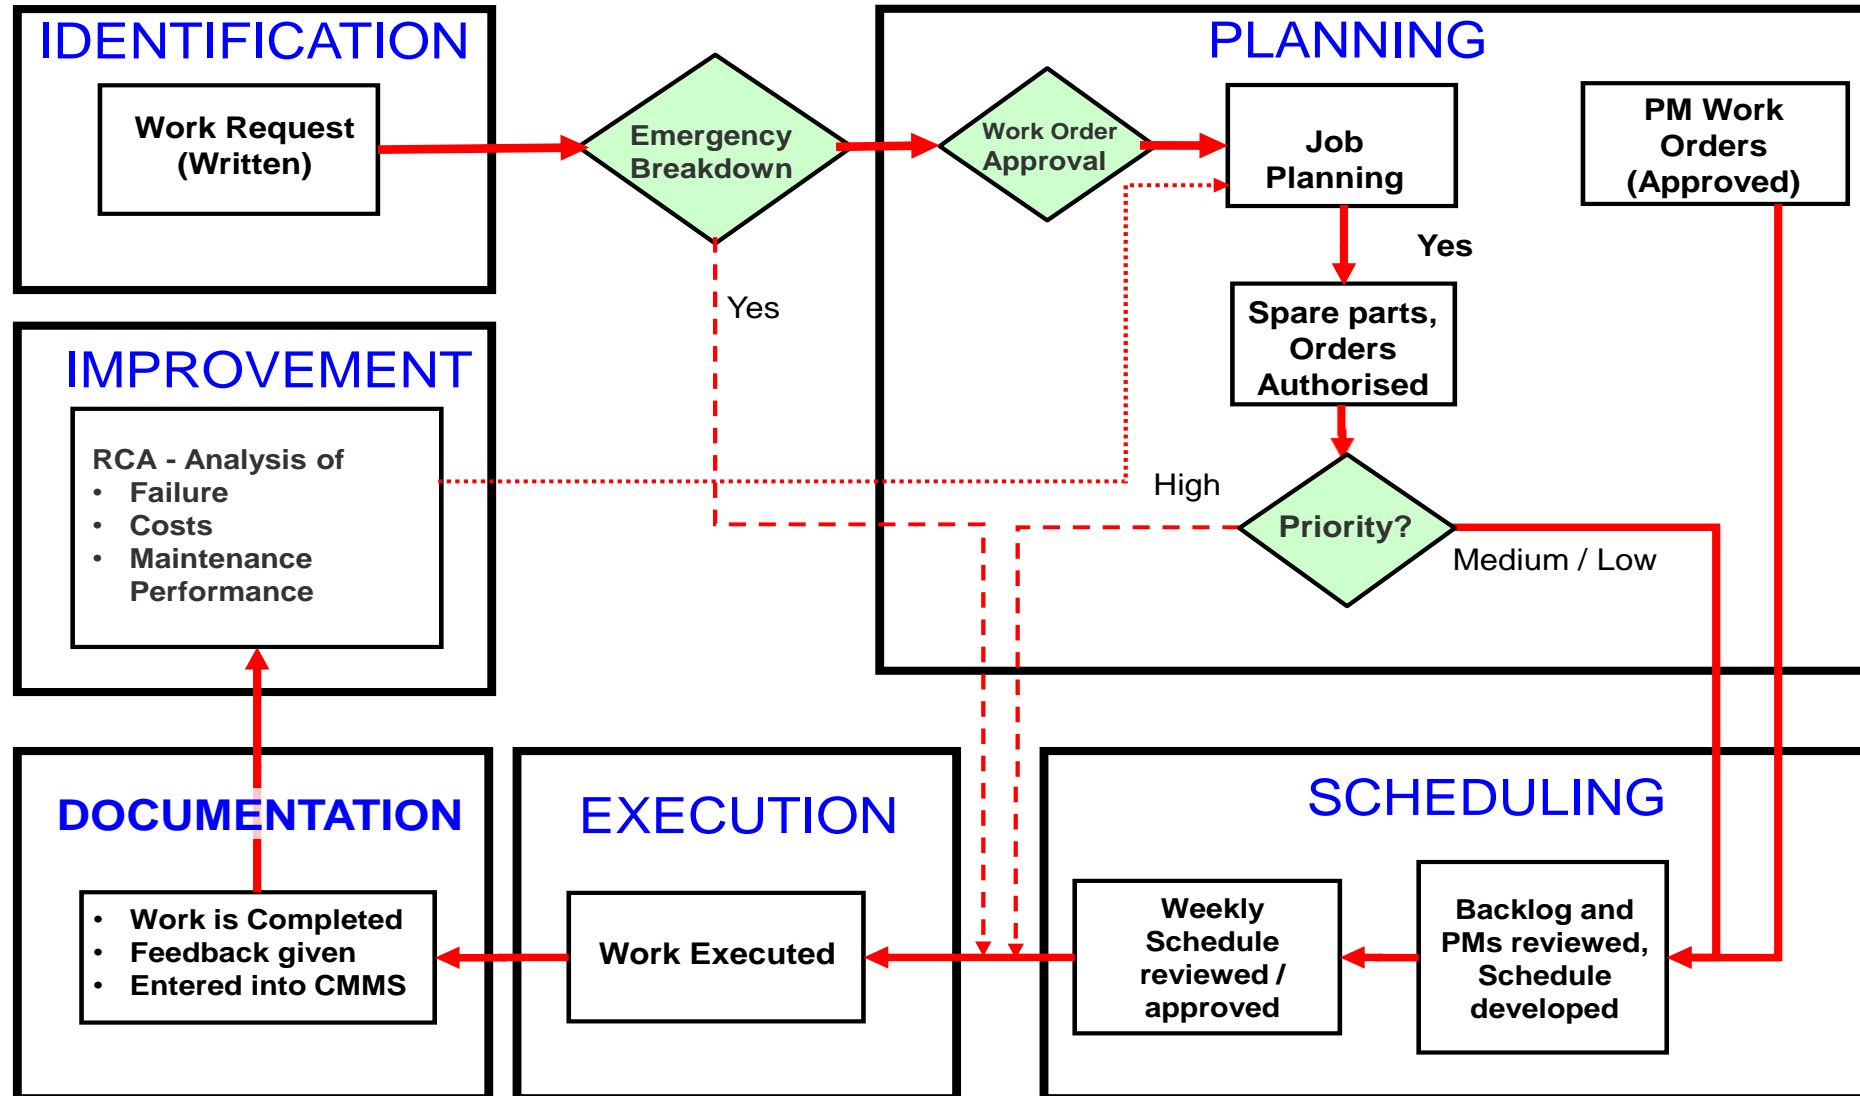 IDENTIFICATION
Work Request
(Written)
Emergency
Breakdown
Yes
PLANNING
Work Order
Approval
Job
Planning
Yes
PM Work
Orders
(Approved)
Spare parts,
Orders
Authorised
High
Priority?
Medium / Low
IMPROVEMENT
RCA - Analysis of
• Failure
• Costs
• Maintenance
Performance
DOCUMENTATION
• Work is Completed
• Feedback given
• Entered into CMMS
EXECUTION
Work Executed
SCHEDULING
Weekly
Schedule
reviewed /
approved
Backlog and
PMs reviewed,
Schedule
developed